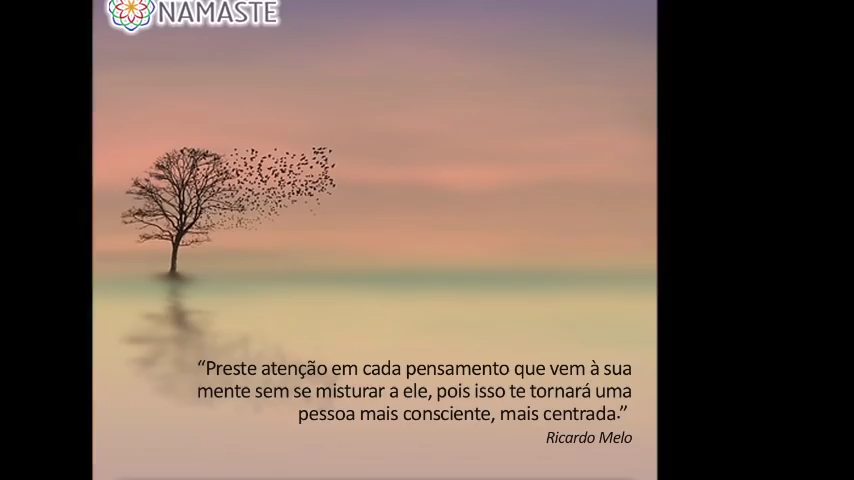 NAMASTE
“Preste atenção em cada pensamento que vem à sua
mente sem se misturar a ele, pois isso te tornará uma
pessoa mais consciente, mais centrada.”
Ricardo Melo